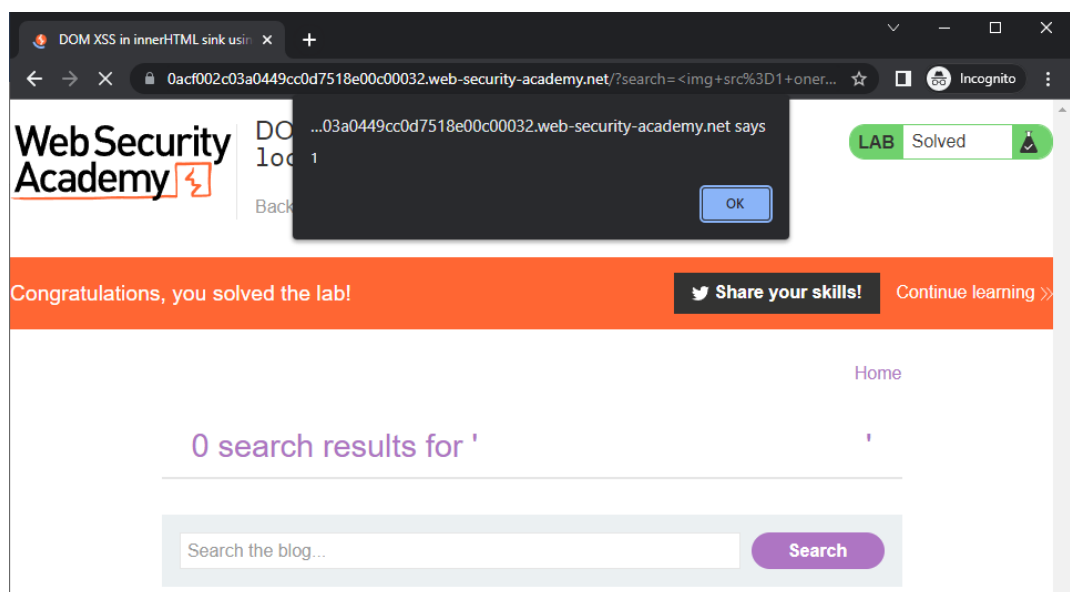 DOM XSS in innerHTML sink usin
0acf002c03a0449cc0d7518e00c00032.web-security-academy.net/?search=<img+src%3D1+oner...
Incognito
Web Security
Academy
DO
loc
Back
...03a0449cc0d7518e00c00032.web-security-academy.net says
1
OK
LAB Solved
Congratulations, you solved the lab!
Share your skills!
Continue learning
Home
0 search results for ' '
Search the blog...
Search